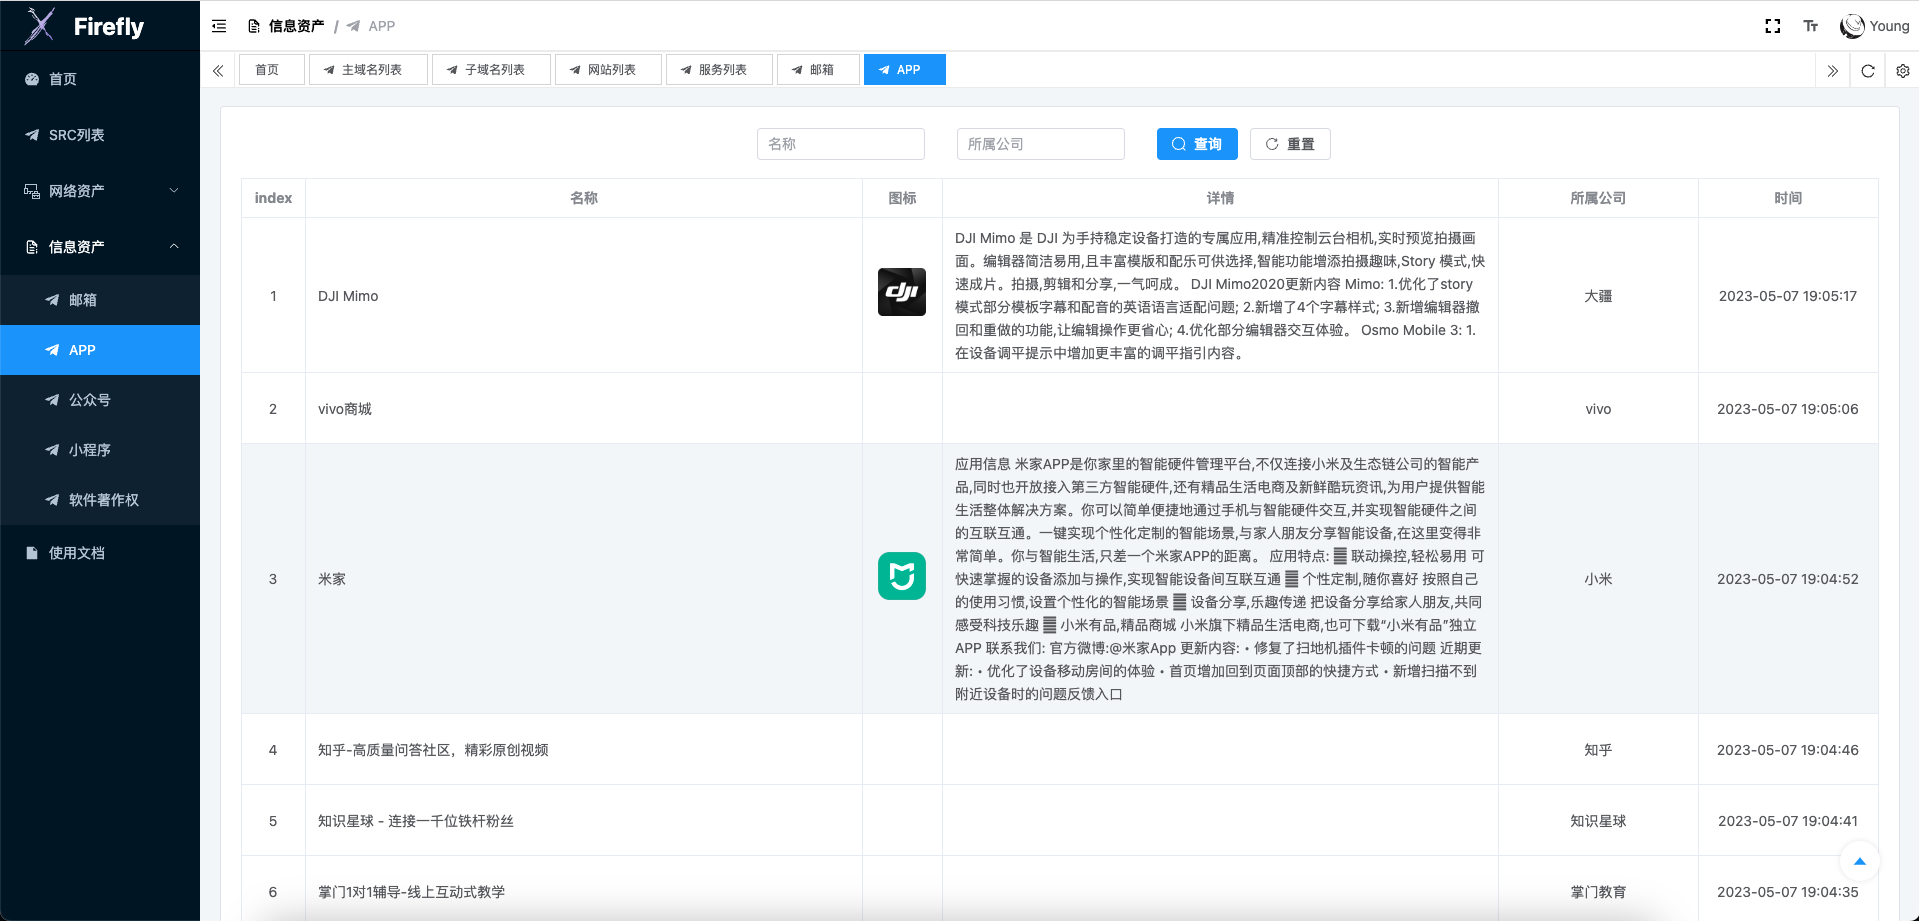 Firefly
信息资产 / APP
Young
首页
主域名列表
子域名列表
网站列表
服务列表
邮箱
APP
首页
SRC列表
网络资产
信息资产
邮箱
APP
公众号
小程序
软件著作权
使用文档
名称
所属公司
查询
重置
index 名称 图标 详情 所属公司 时间
1 DJI Mimo
dji
DJI Mimo 是 DJI 为手持稳定设备打造的专属应用,精准控制云台相机,实时预览拍摄画
面。编辑器简洁易用,且丰富模版和配乐可供选择,智能功能增添拍摄趣味,Story 模式,快
速成片。拍摄,剪辑和分享,一气呵成。 DJI Mimo2020更新内容 Mimo: 1.优化了story
模式部分模板字幕和配音的英语语言适配问题; 2.新增了4个字幕样式; 3.新增编辑器撤
回和重做的功能,让编辑操作更省心; 4.优化部分编辑器交互体验。 Osmo Mobile 3: 1.
在设备调平提示中增加更丰富的调平指引内容。
大疆 2023-05-07 19:05:17
2 vivo商城 vivo 2023-05-07 19:05:06
3 米家
应用信息 米家APP是你家里的智能硬件管理平台,不仅连接小米及生态链公司的智能产
品,同时也开放接入第三方智能硬件,还有精品生活电商及新鲜酷玩资讯,为用户提供智能
生活整体解决方案。你可以简单便捷地通过手机与智能硬件交互,并实现智能硬件之间
的互联互通。一键实现个性化定制的智能场景,与家人朋友分享智能设备,在这里变得非
常简单。你与智能生活,只差一个米家APP的距离。 应用特点: ▓ 联动操控,轻松易用 可
快速掌握的设备添加与操作,实现智能设备间互联互通 ▓ 个性定制,随你喜好 按照自己
的使用习惯,设置个性化的智能场景 ▓ 设备分享,乐趣传递 把设备分享给家人朋友,共同
感受科技乐趣 ▓ 小米有品,精品商城 小米旗下精品生活电商,也可下载“小米有品”独立
APP 联系我们: 官方微博:@米家App 更新内容: • 修复了扫地机插件卡顿的问题 近期更
新: • 优化了设备移动房间的体验 • 首页增加回到页面顶部的快捷方式 • 新增扫描不到
附近设备时的问题反馈入口
小米 2023-05-07 19:04:52
4 知乎-高质量问答社区，精彩原创视频 知乎 2023-05-07 19:04:46
5 知识星球 - 连接一千位铁杆粉丝 知识星球 2023-05-07 19:04:41
6 掌门1对1辅导-线上互动式教学 掌门教育 2023-05-07 19:04:35